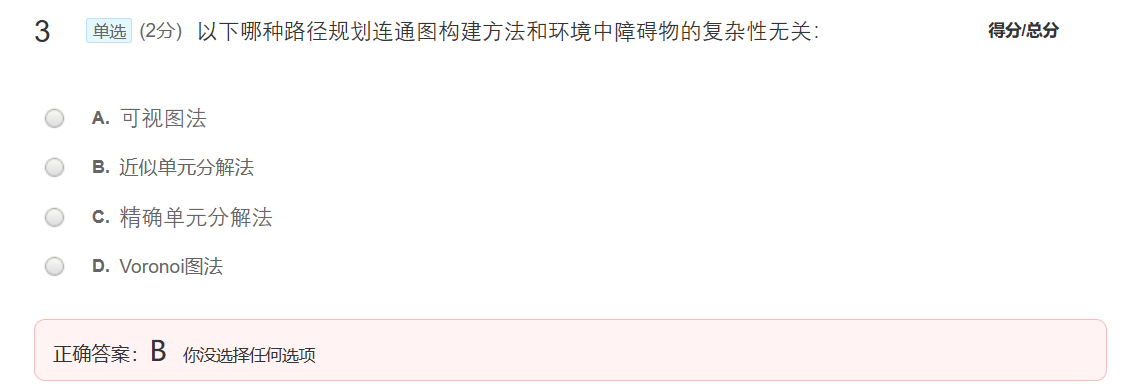 3 单选 (2分) 以下哪种路径规划连通图构建方法和环境中障碍物的复杂性无关: 得分/总分
A. 可视图法
B. 近似单元分解法
C. 精确单元分解法
D. Voronoi图法
正确答案：B 你没选择任何选项